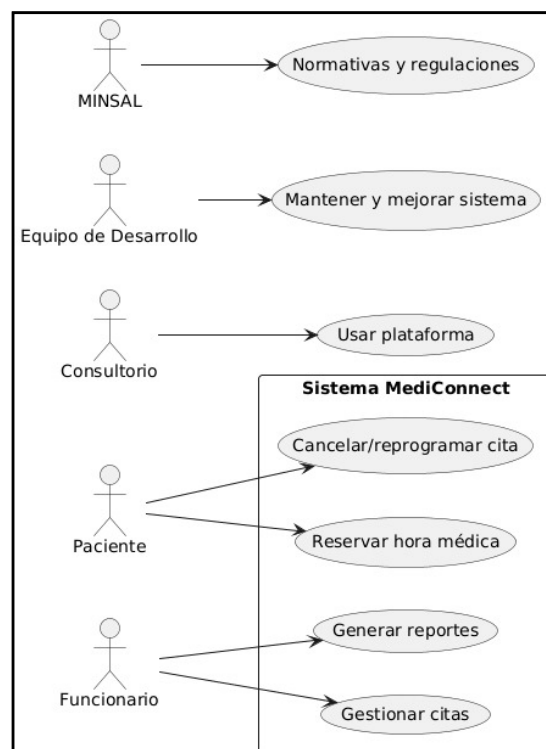 MINSAL
Normativas y regulaciones
Equipo de Desarrollo
Mantener y mejorar sistema
Consultorio
Usar plataforma
Sistema MediConnect
Cancelar/reprogramar cita
Paciente
Reservar hora médica
Generar reportes
Funcionario
Gestionar citas